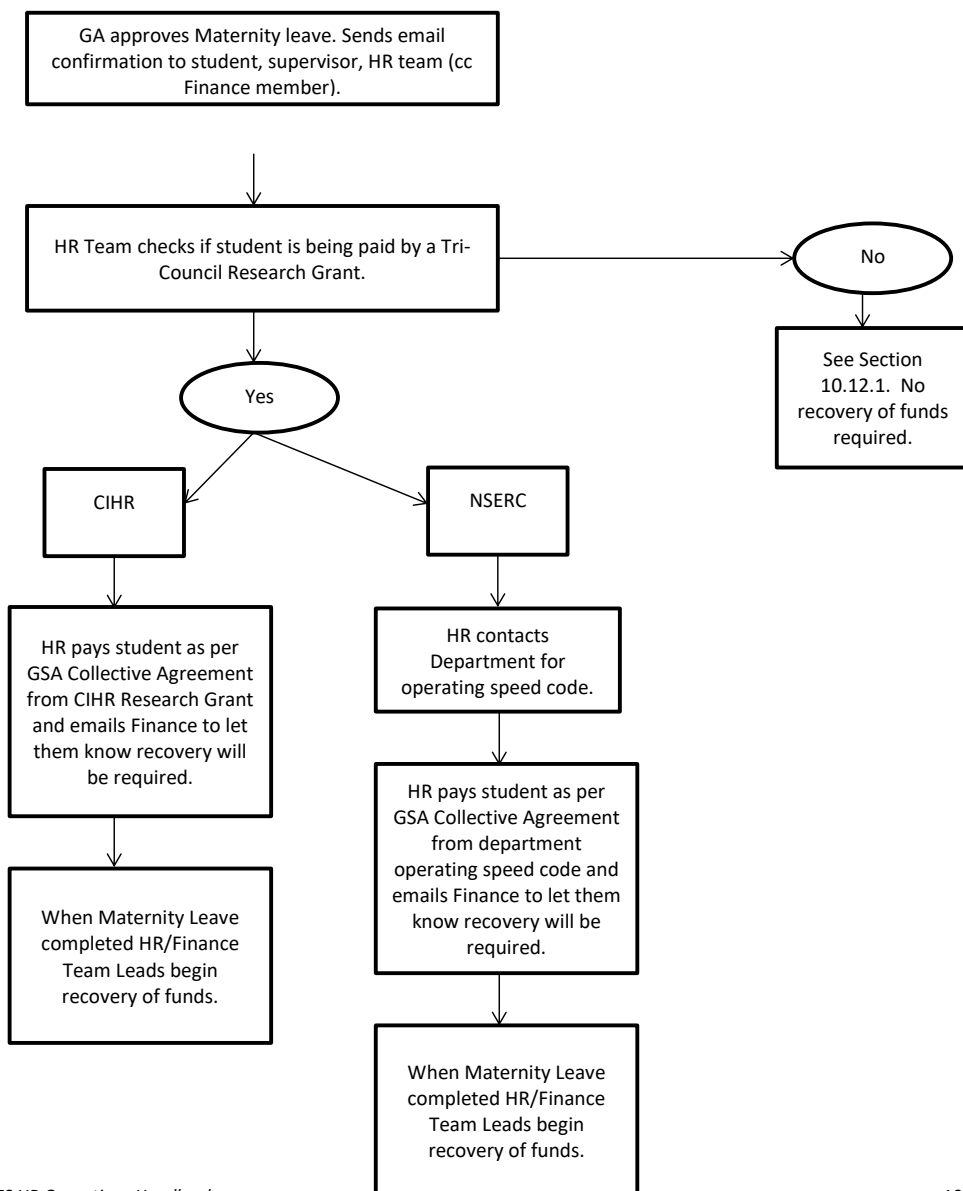 GA approves Maternity leave. Sends email
confirmation to student, supervisor, HR team (cc
Finance member).
HR Team checks if student is being paid by a Tri-
Council Research Grant.
No
See Section
10.12.1. No
recovery of funds
required.
Yes
CIHR
NSERC
HR pays student as per
GSA Collective Agreement
from CIHR Research Grant
and emails Finance to let
them know recovery will
be required.
HR contacts
Department for
operating speed code.
HR pays student as per
GSA Collective Agreement
from department
operating speed code and
emails Finance to let them
know recovery will be
required.
When Maternity Leave
completed HR/Finance
Team Leads begin
recovery of funds.
When Maternity Leave
completed HR/Finance
Team Leads begin
recovery of funds.